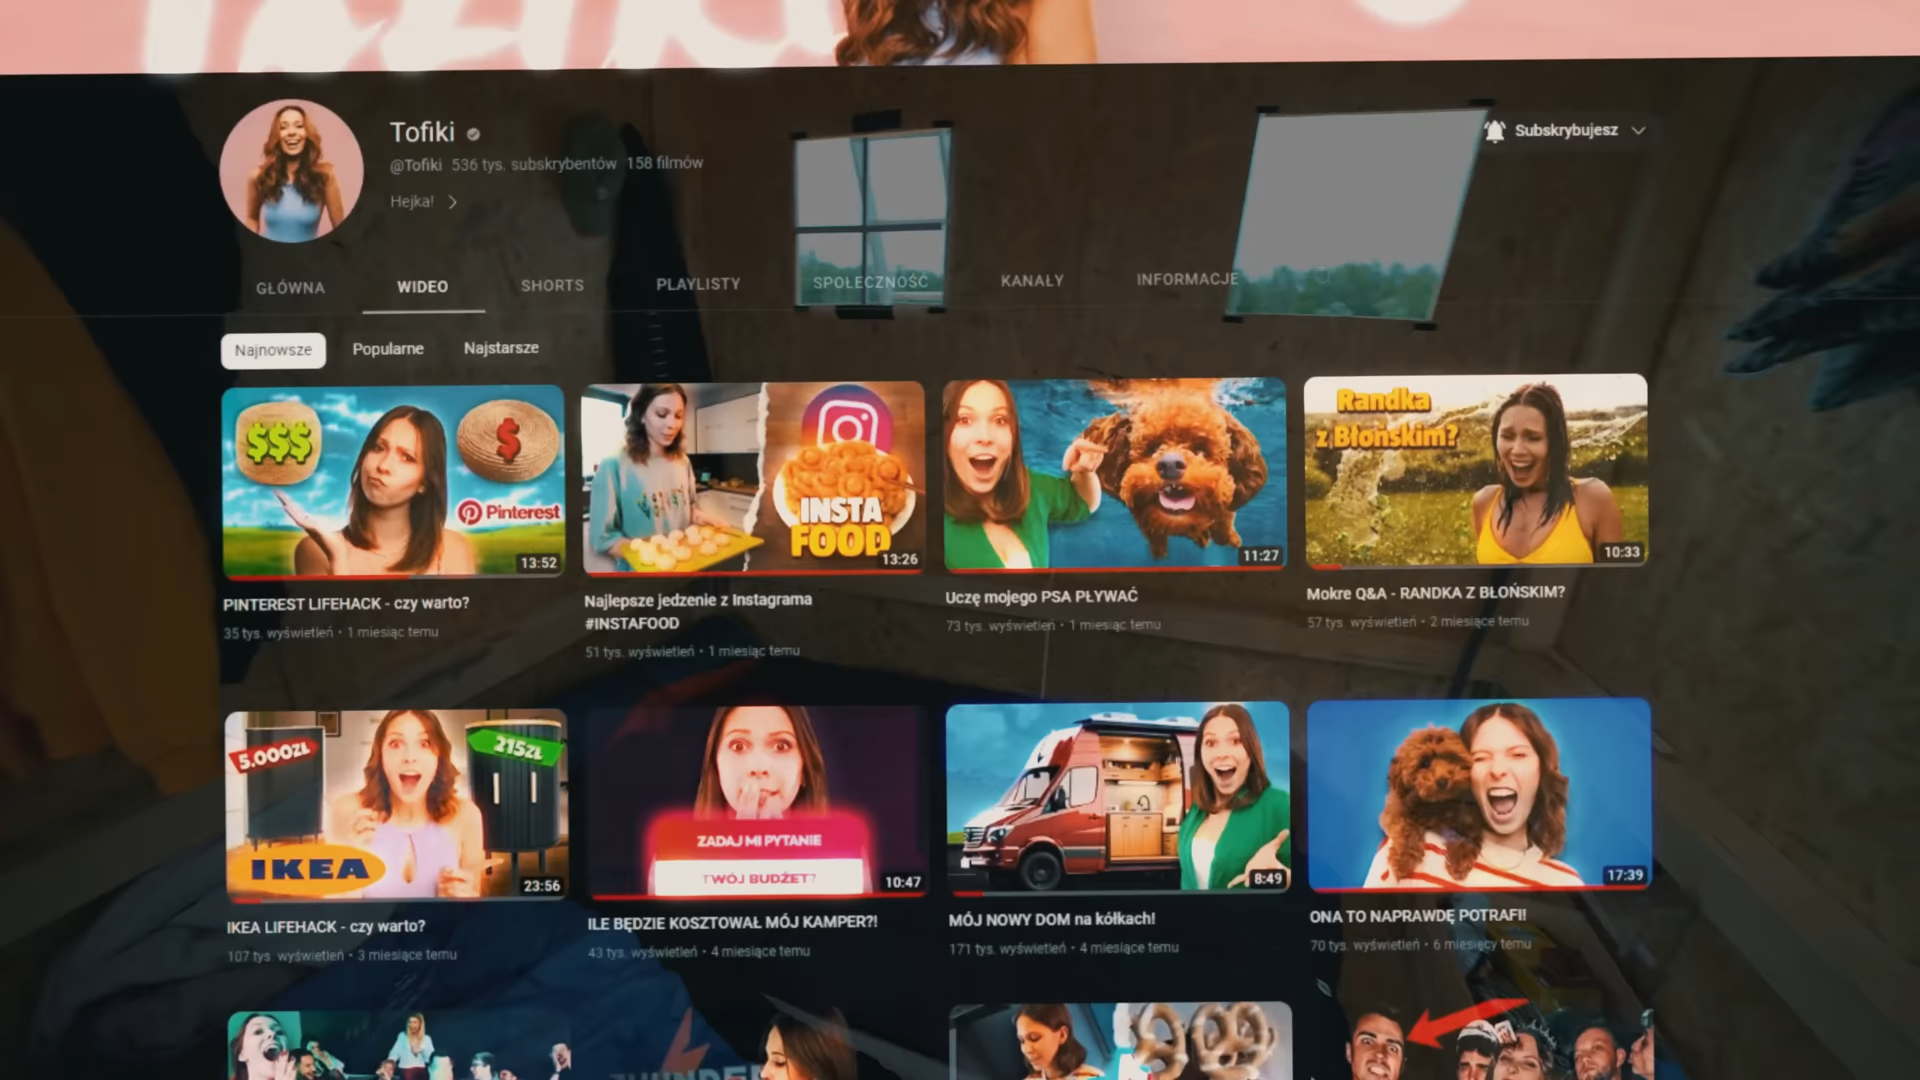 Tofiki
@Tofiki 536 tys. subskrybentów 158 filmów
Hejka!
Subskrybujesz
GŁÓWNA WIDEO SHORTS PLAYLISTY SPOŁECZNOŚĆ KANAŁY INFORMACJE
Najnowsze Popularne Najstarsze
$$$
$
Pinterest
13:52
INSTA
FOOD
13:26
11:27
Randka
z Błońskim?
10:33
PINTEREST LIFEHACK - czy warto?
35 tys. wyświetleń • 1 miesiąc temu
Najlepsze jedzenie z Instagrama
#INSTAFOOD
51 tys. wyświetleń • 1 miesiąc temu
Uczę mojego PSA PŁYWAĆ
73 tys. wyświetleń • 1 miesiąc temu
Mokre Q&A - RANDKA Z BŁOŃSKIM?
57 tys. wyświetleń • 2 miesiące temu
5.000ZŁ
215ZŁ
IKEA
23:56
ZADAJ MI PYTANIE
TWÓJ BUDŻET?
10:47
8:49
17:39
IKEA LIFEHACK - czy warto?
107 tys. wyświetleń • 3 miesiące temu
ILE BĘDZIE KOSZTOWAŁ MÓJ KAMPER?!
43 tys. wyświetleń • 4 miesiące temu
MÓJ NOWY DOM na kółkach!
171 tys. wyświetleń • 4 miesiące temu
ONA TO NAPRAWDĘ POTRAFI!
70 tys. wyświetleń • 6 miesięcy temu